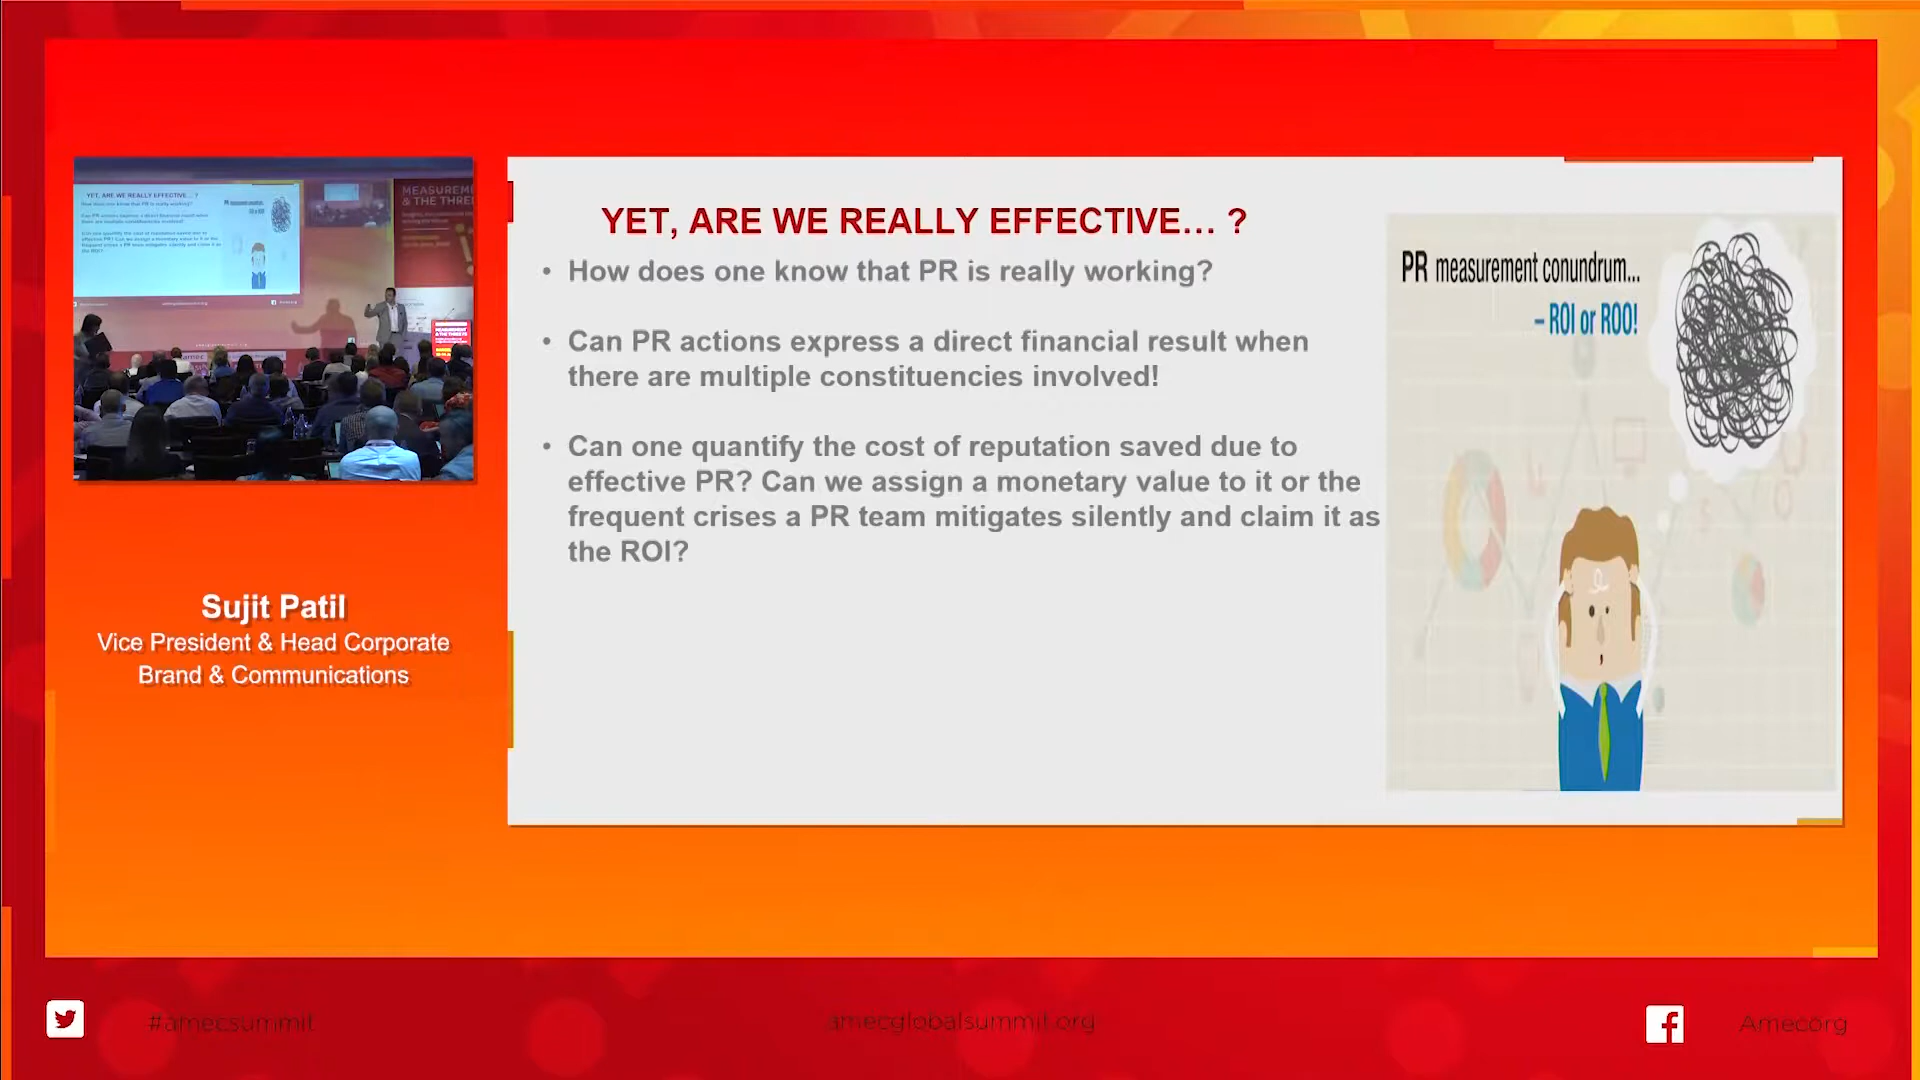 YET, ARE WE REALLY EFFECTIVE... ?
• How does one know that PR is really working?
• Can PR actions express a direct financial result when
there are multiple constituencies involved!
• Can one quantify the cost of reputation saved due to
effective PR? Can we assign a monetary value to it or the
frequent crises a PR team mitigates silently and claim it as
the ROI?
PR measurement conundrum...
– ROI or ROO!
MEASUREME
& THE THRE
Sujit Patil
Vice President & Head Corporate
Brand & Communications
#amecsummit
amecglobalsummit.org
Amecorg